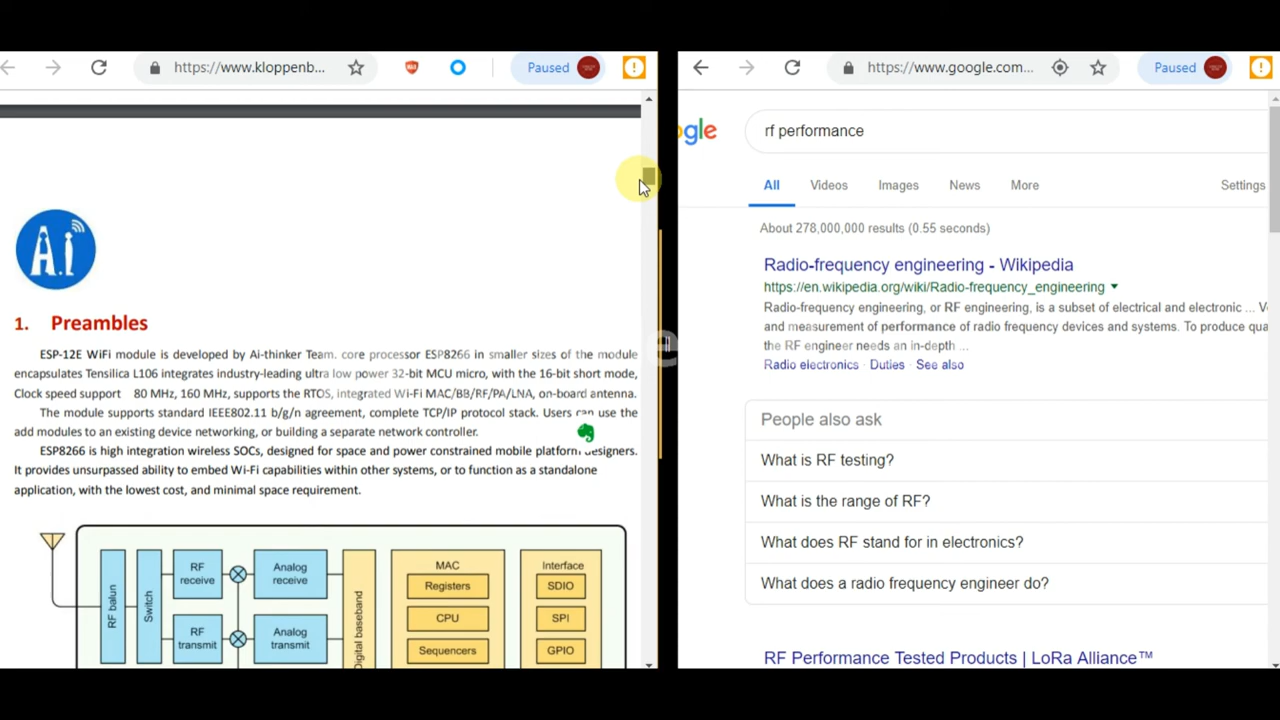 https://www.kloppenb...
Paused
Ai
1. Preambles
ESP-12E WiFi module is developed by Ai-thinker Team. core processor ESP8266 in smaller sizes of the module
encapsulates Tensilica L106 integrates industry-leading ultra low power 32-bit MCU micro, with the 16-bit short mode,
Clock speed support 80 MHz, 160 MHz, supports the RTOS, integrated Wi-Fi MAC/BB/RF/PA/LNA, on-board antenna.
The module supports standard IEEE802.11 b/g/n agreement, complete TCP/IP protocol stack. Users can use the
add modules to an existing device networking, or building a separate network controller.
ESP8266 is high integration wireless SOCs, designed for space and power constrained mobile platform designers.
It provides unsurpassed ability to embed Wi-Fi capabilities within other systems, or to function as a standalone
application, with the lowest cost, and minimal space requirement.
RF balun
Switch
RF
receive
RF
transmit
Analog
receive
Analog
transmit
Digital baseband
MAC
Registers
CPU
Sequencers
Interface
SDIO
SPI
GPIO
https://www.google.com...
Paused
ogle
rf performance
All Videos Images News More Settings
About 278,000,000 results (0.55 seconds)
Radio-frequency engineering - Wikipedia
https://en.wikipedia.org/wiki/Radio-frequency_engineering
Radio-frequency engineering, or RF engineering, is a subset of electrical and electronic ...
and measurement of performance of radio frequency devices and systems. To produce qua
the RF engineer needs an in-depth ...
Radio electronics · Duties · See also
People also ask
What is RF testing?
What is the range of RF?
What does RF stand for in electronics?
What does a radio frequency engineer do?
RF Performance Tested Products | LoRa Alliance™